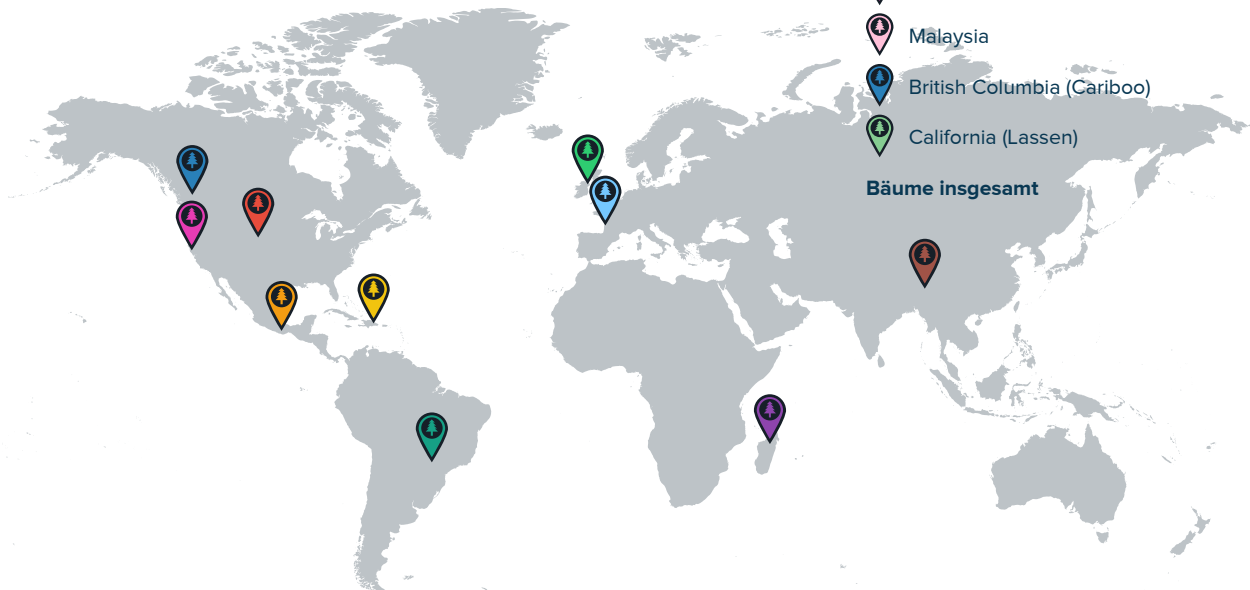 Malaysia
British Columbia (Cariboo)
California (Lassen)
Bäume insgesamt